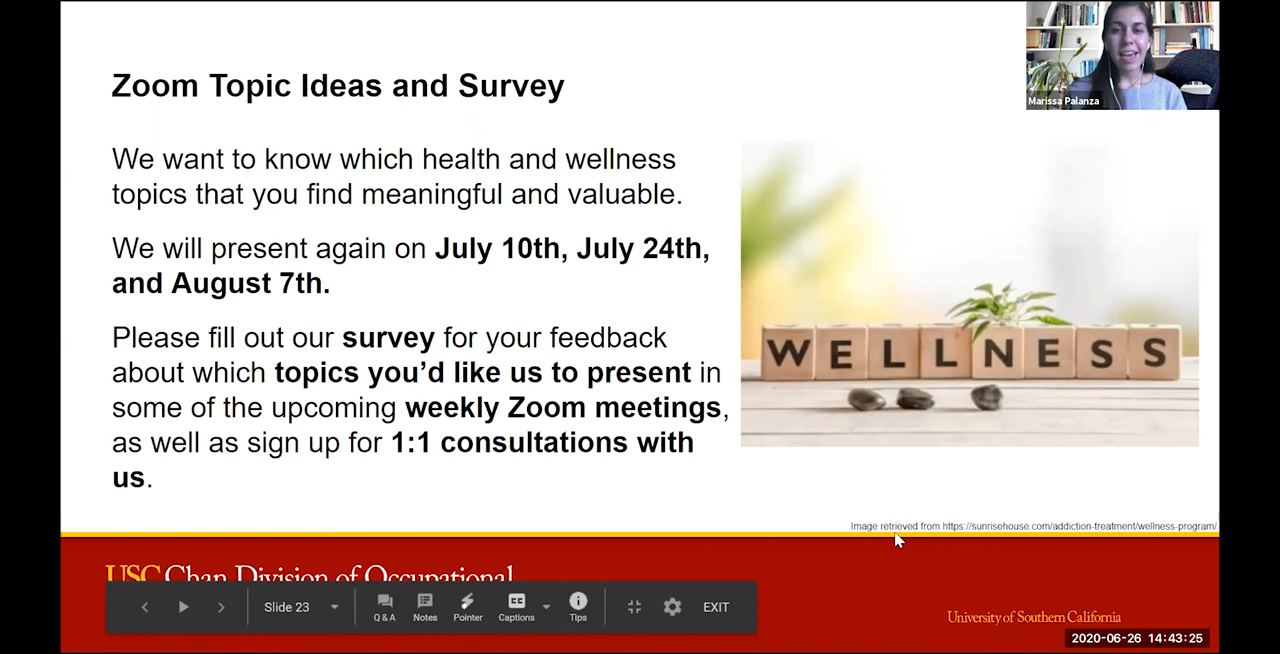 Zoom Topic Ideas and Survey
Marissa Palanza
We want to know which health and wellness
topics that you find meaningful and valuable.
We will present again on July 10th, July 24th,
and August 7th.
Please fill out our survey for your feedback
about which topics you’d like us to present in
some of the upcoming weekly Zoom meetings,
as well as sign up for 1:1 consultations with
us.
WELLNESS
Image retrieved from https://sunrisehouse.com/addiction-treatment/wellness-program/
USC Chan Division of Occupational
Slide 23
Q & A
Notes
Pointer
Captions
Tips
EXIT
University of Southern California
2020-06-26 14:43:25